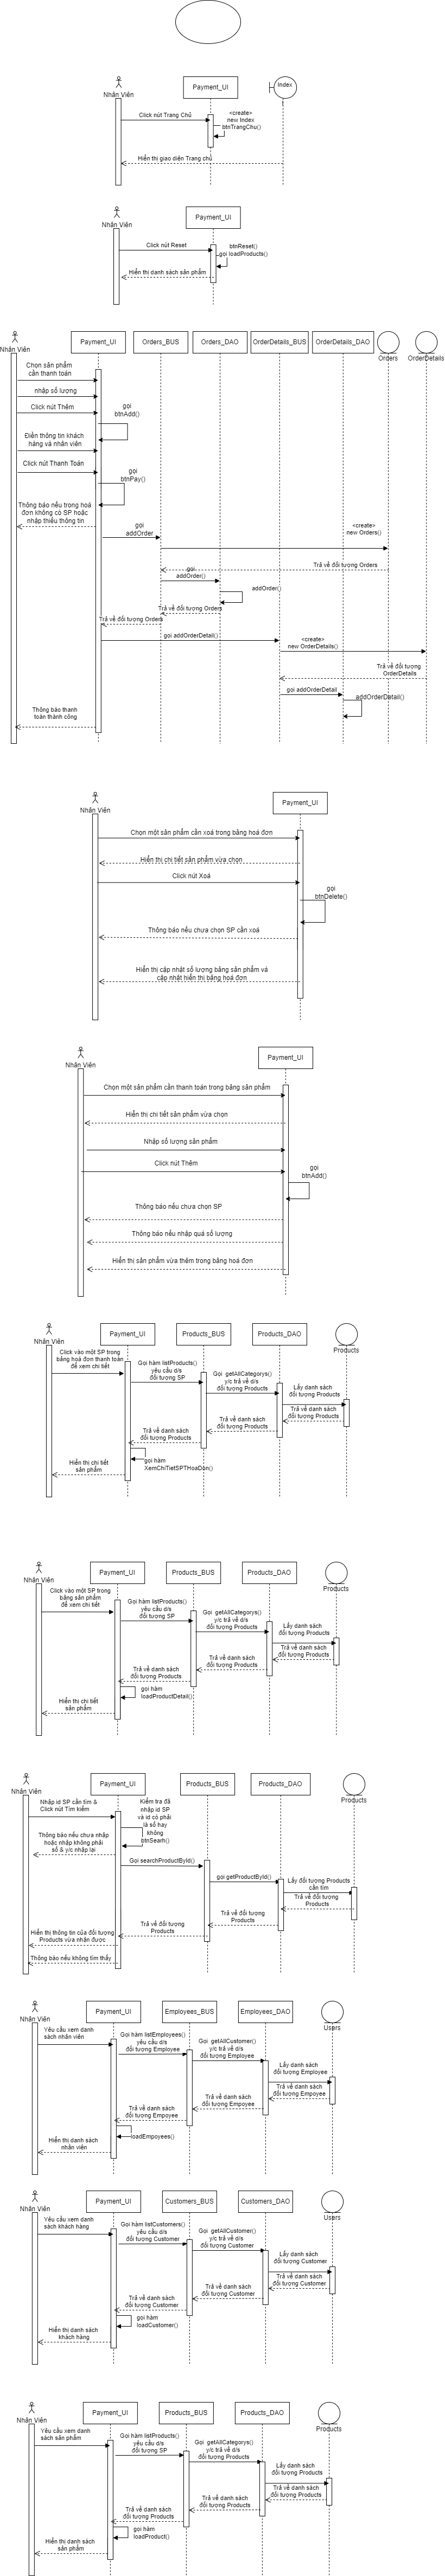 Nhân Viên
Payment_UI
Index
Click nút Trang Chủ
<create>
new Index
btnTrangChu()
Hiển thị giao diện Trang chủ
Nhân Viên
Payment_UI
Click nút Reset
btnReset()
gọi loadProducts()
Hiển thị danh sách sản phẩm
Nhân Viên
Payment_UI
Orders_BUS
Orders_DAO
OrderDetails_BUS
OrderDetails_DAO
Orders
OrderDetails
Chọn sản phẩm
cần thanh toán
nhập số lượng
Click nút Thêm
gọi
btnAdd()
Điền thông tin khách
hàng và nhân viên
Click nút Thanh Toán
gọi
btnPay()
Thông báo nếu trong hoá
đơn không có SP hoặc
nhập thiếu thông tin
gọi
addOrder
<create>
new Orders()
Trả về đối tượng Orders
gọi
addOrder()
addOrder()
Trả về đối tượng Orders
Trả về đối tượng Orders
gọi addOrderDetail()
<create>
new OrderDetails()
Trả về đối tượng
OrderDetails
gọi addOrderDetail
addOrderDetail()
Thông báo thanh
toán thành công
Nhân Viên
Payment_UI
Chọn một sản phẩm cần xoá trong bảng hoá đơn
Hiển thị chi tiết sản phẩm vừa chọn
Click nút Xoá
gọi
btnDelete()
Thông báo nếu chưa chọn SP cần xoá
Hiển thị cập nhât số lượng bảng sản phẩm và
cập nhât hiển thị bảng hoá đơn
Nhân Viên
Payment_UI
Chọn một sản phẩm cần thanh toán trong bảng sản phẩm
Hiển thị chi tiết sản phẩm vừa chọn
Nhập số lượng sản phẩm
Click nút Thêm
gọi
btnAdd()
Thông báo nếu chưa chọn SP
Thông báo nếu nhập quá số lượng
Hiển thị sản phẩm vừa thêm trong bảng hoá đơn
Nhân Viên
Payment_UI
Products_BUS
Products_DAO
Products
Click vào một SP trong
bảng hoá đơn thanh toán
để xem chi tiết
Gọi hàm listProducts()
yêu cầu d/s
đối tượng SP
Gọi getAllCategorys()
y/c trả về d/s
đối tượng Products
Lấy danh sách
đối tượng Products
Trả về danh sách
đối tượng Products
Trả về danh sách
đối tượng Products
Trả về danh sách
đối tượng Products
gọi hàm
XemChiTietSPTHoaDon()
Hiển thị chi tiết
sản phẩm
Nhân Viên
Payment_UI
Products_BUS
Products_DAO
Products
Click vào một SP trong
bảng sản phẩm
để xem chi tiết
Gọi hàm listProducts()
yêu cầu d/s
đối tượng SP
Gọi getAllCategorys()
y/c trả về d/s
đối tượng Products
Lấy danh sách
đối tượng Products
Trả về danh sách
đối tượng Products
Trả về danh sách
đối tượng Products
Trả về danh sách
đối tượng Products
gọi hàm
loadProductDetail()
Hiển thị chi tiết
sản phẩm
Nhân Viên
Payment_UI
Products_BUS
Products_DAO
Products
Nhập id SP cần tìm &
Click nút Tìm kiếm
Kiểm tra đã
nhập id SP
và id có phải
là số hay
không
btnSearh()
Thông báo nếu chưa nhập
hoặc nhập không phải
số & y/c nhập lại
Gọi searchProductById()
gọi getProductById()
Lấy đối tượng Products
cần tìm
Trả về đối tượng
Products
Trả về đối tượng
Products
Trả về đối tượng
Products
Hiển thị thông tin của đối tượng
Products vừa nhận được
Thông báo nếu không tìm thấy
Nhân Viên
Payment_UI
Employees_BUS
Employees_DAO
Users
Yêu cầu xem danh
sách nhân viên
Gọi hàm listEmployees()
yêu cầu d/s
đối tượng Employee
Gọi getAllCustomer()
y/c trả về d/s
đối tượng Employee
Lấy danh sách
đối tượng Employee
Trả về danh sách
đối tượng Empoyee
Trả về danh sách
đối tượng Empoyee
Trả về danh sách
đối tượng Empoyee
loadEmpoyees()
Hiển thị danh sách
nhân viên
Nhân Viên
Payment_UI
Customers_BUS
Customers_DAO
Users
Yêu cầu xem danh
sách khách hàng
Gọi hàm listCustomers()
yêu cầu d/s
đối tượng Customer
Gọi getAllCustomer()
y/c trả về d/s
đối tượng Customer
Lấy danh sách
đối tượng Customer
Trả về danh sách
đối tượng Customer
Trả về danh sách
đối tượng Customer
Trả về danh sách
đối tượng Customer
gọi hàm
loadCustomer()
Hiển thị danh sách
khách hàng
Nhân Viên
Payment_UI
Products_BUS
Products_DAO
Products
Yêu cầu xem danh
sách sản phẩm
Gọi hàm listProducts()
yêu cầu d/s
đối tượng SP
Gọi getAllCategorys()
y/c trả về d/s
đối tượng Products
Lấy danh sách
đối tượng Products
Trả về danh sách
đối tượng Products
Trả về danh sách
đối tượng Products
Trả về danh sách
đối tượng Products
gọi hàm
loadProduct()
Hiển thị danh sách
sản phẩm